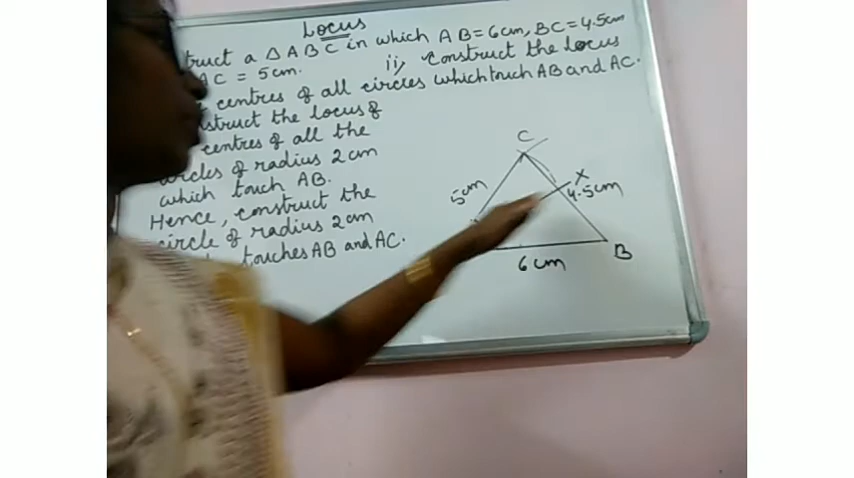 Locus
truct a ΔABC in which AB=6cm, BC=4.5cm
AC = 5cm. ii, Construct the locus
centres of all circles which touch AB and AC.
nstruct the locus of
centres of all the
circles of radius 2cm
which touch AB.
Hence, construct the
circle of radius 2cm
touches AB and AC.
C
X
5cm
4.5cm
6cm
B